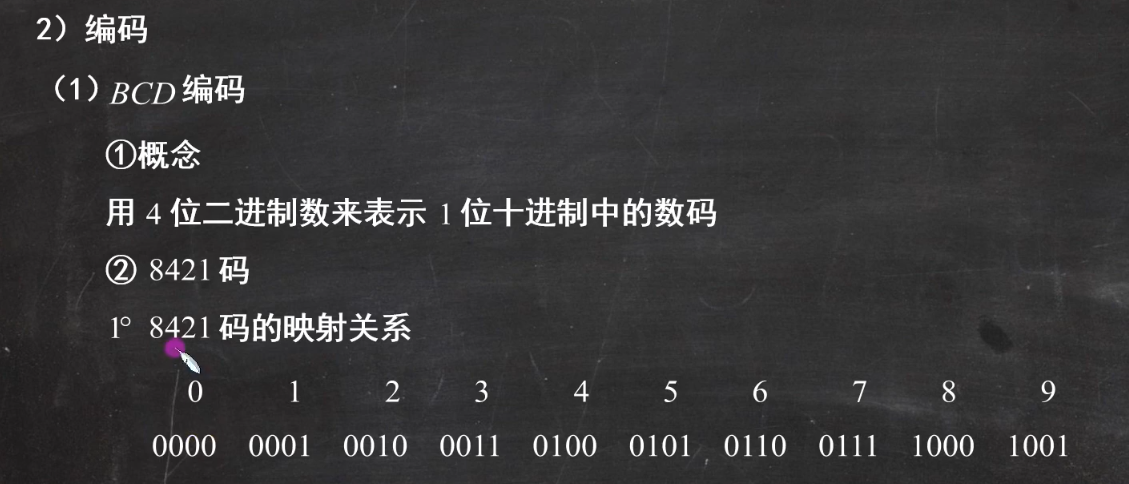 2）编码
（1）BCD 编码
①概念
用 4 位二进制数来表示 1 位十进制中的数码
② 8421 码
1° 8421 码的映射关系
0 1 2 3 4 5 6 7 8 9
0000 0001 0010 0011 0100 0101 0110 0111 1000 1001